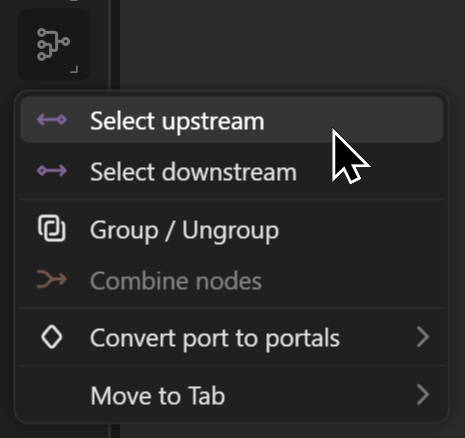 Select upstream
Select downstream
Group / Ungroup
Combine nodes
Convert port to portals
Move to Tab